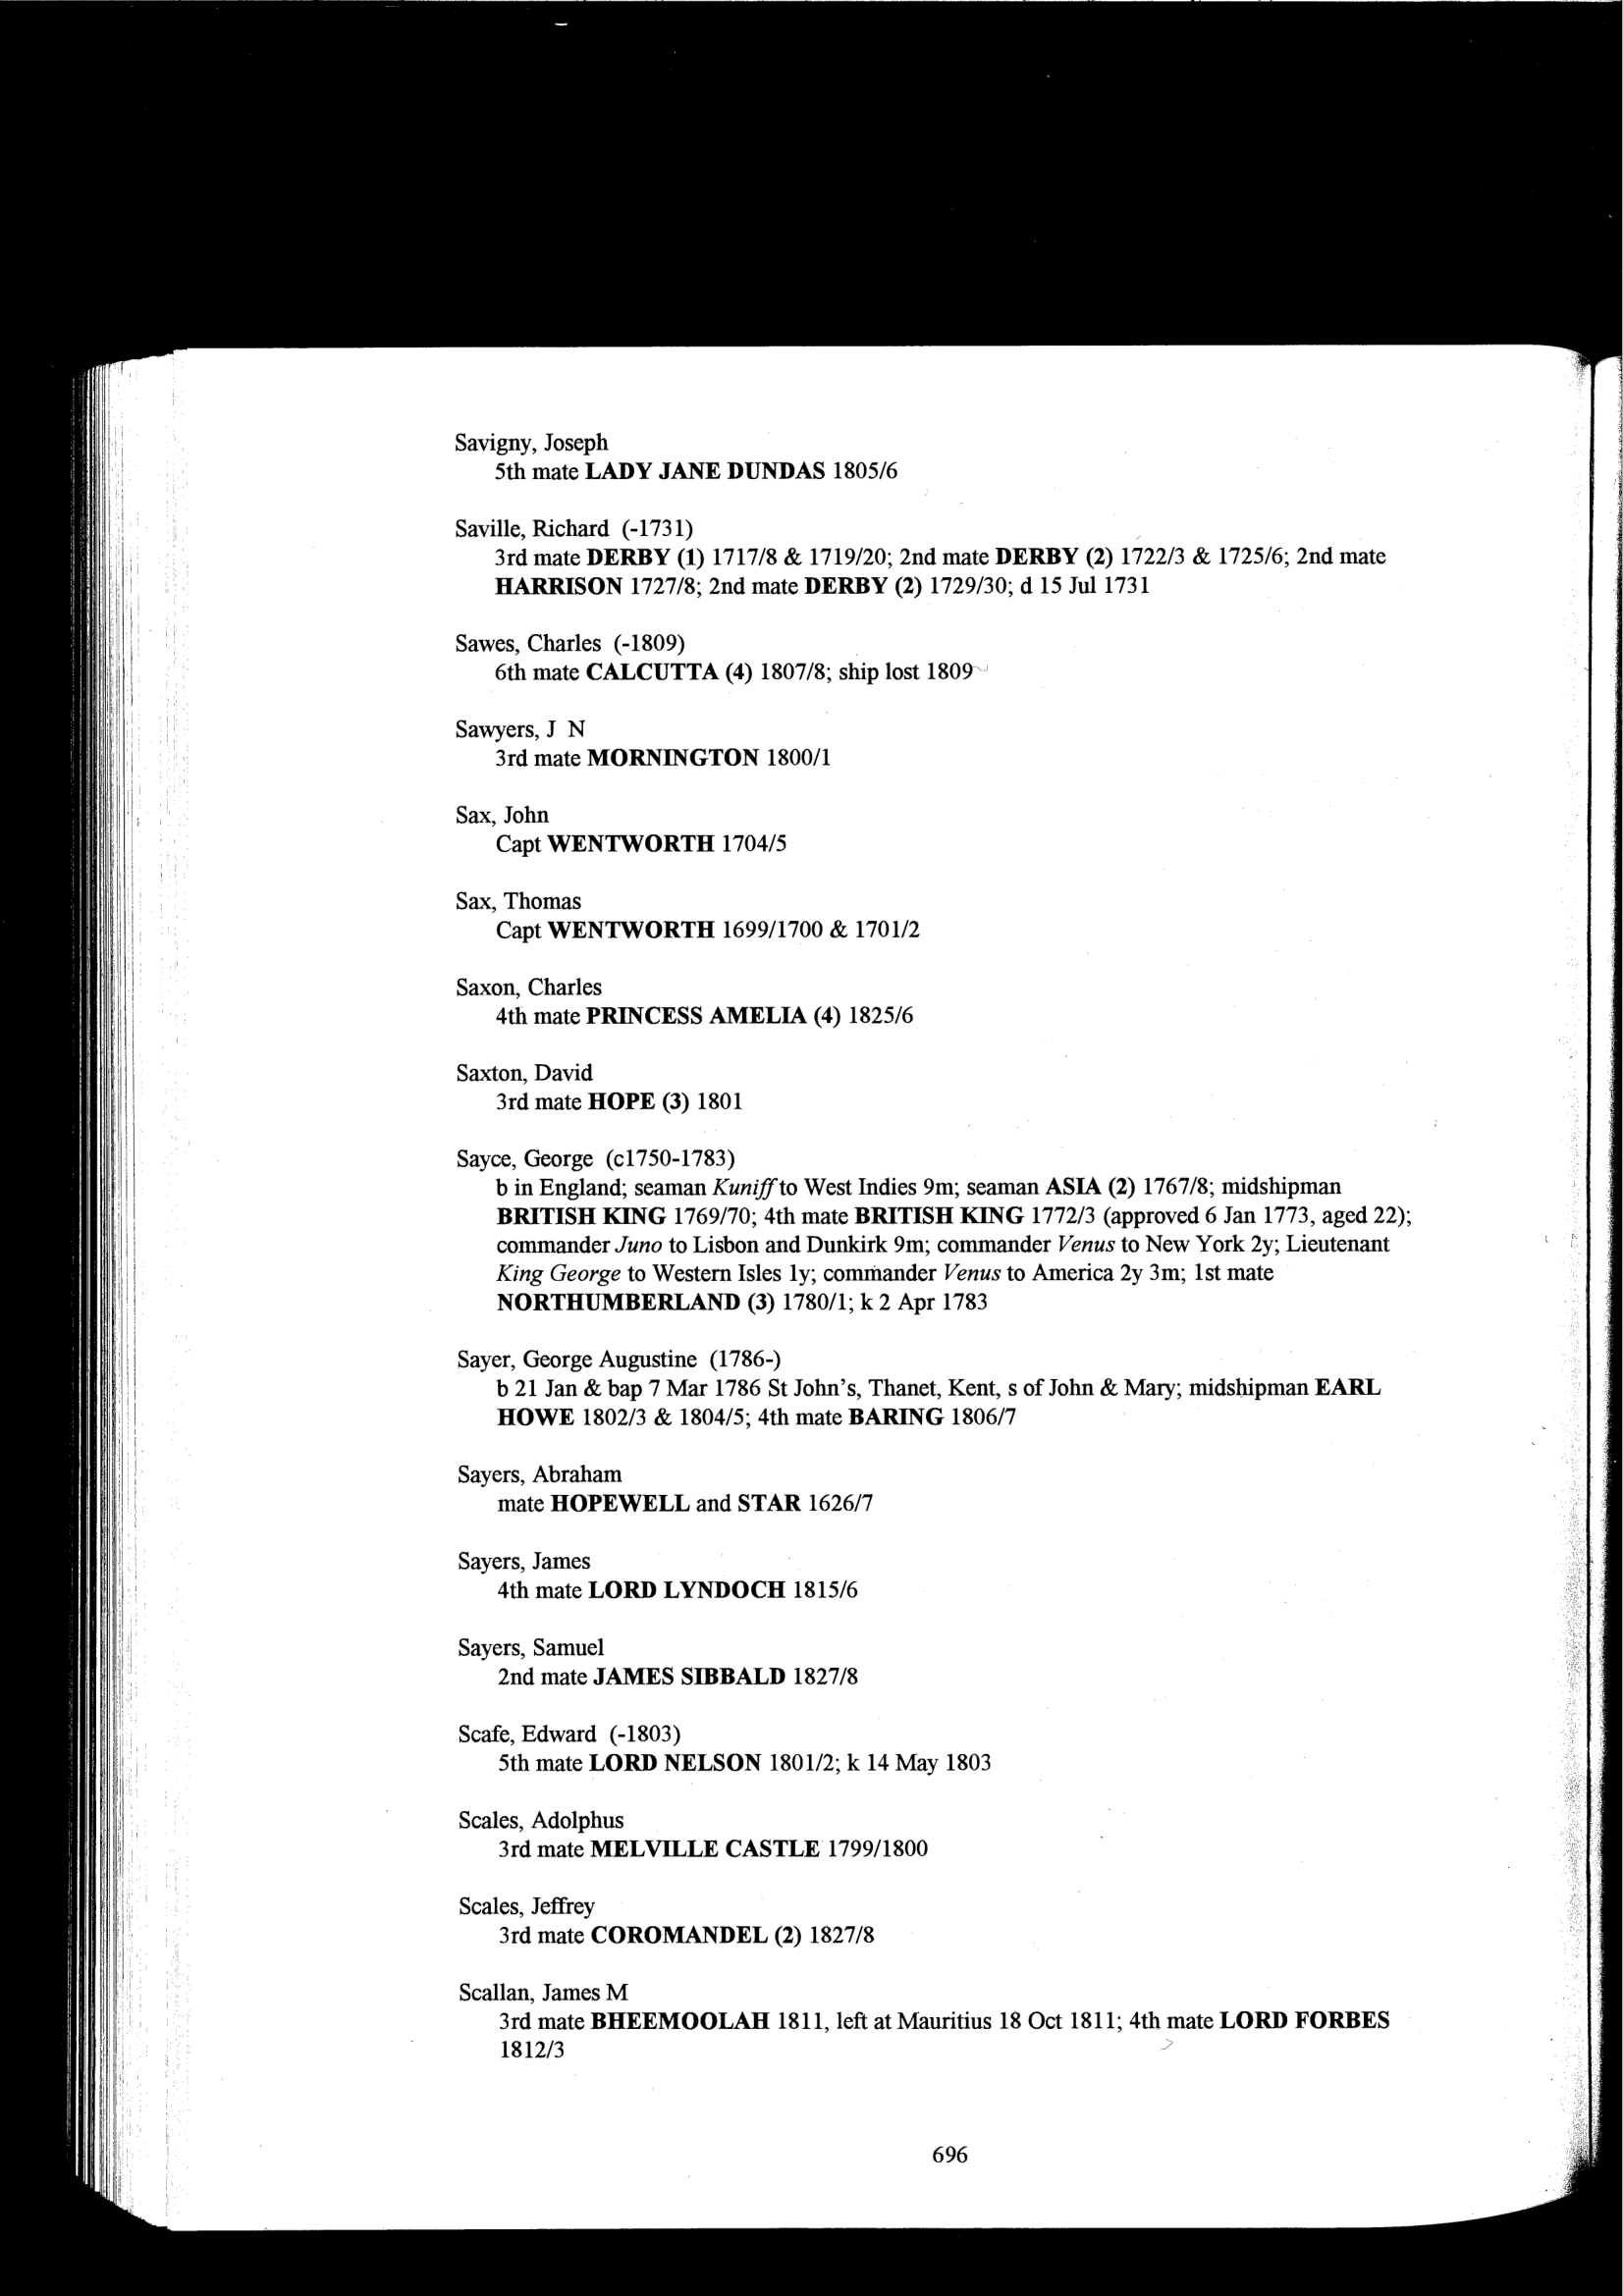 Savigny, Joseph
5th mate LADY JANE DUNDAS 1805/6
Saville, Richard (-1731)
3rd mate DERBY (1) 1717/8 & 1719/20; 2nd mate DERBY (2) 1722/3 & 1725/6; 2nd mate
HARRISON 1727/8; 2nd mate DERBY (2) 1729/30; d 15 Jul 1731
Sawes, Charles (-1809)
6th mate CALCUTTA (4) 1807/8; ship lost 1809
Sawyers, J N
3rd mate MORNINGTON 1800/1
Sax, John
Capt WENTWORTH 1704/5
Sax, Thomas
Capt WENTWORTH 1699/1700 & 1701/2
Saxon, Charles
4th mate PRINCESS AMELIA (4) 1825/6
Saxton, David
3rd mate HOPE (3) 1801
Sayce, George (c1750-1783)
b in England; seaman Kuniff to West Indies 9m; seaman ASIA (2) 1767/8; midshipman
BRITISH KING 1769/70; 4th mate BRITISH KING 1772/3 (approved 6 Jan 1773, aged 22);
commander Juno to Lisbon and Dunkirk 9m; commander Venus to New York 2y; Lieutenant
King George to Western Isles 1y; commander Venus to America 2y 3m; 1st mate
NORTHUMBERLAND (3) 1780/1; k 2 Apr 1783
Sayer, George Augustine (1786-)
b 21 Jan & bap 7 Mar 1786 St John's, Thanet, Kent, s of John & Mary; midshipman EARL
HOWE 1802/3 & 1804/5; 4th mate BARING 1806/7
Sayers, Abraham
mate HOPEWELL and STAR 1626/7
Sayers, James
4th mate LORD LYNDOCH 1815/6
Sayers, Samuel
2nd mate JAMES SIBBALD 1827/8
Scafe, Edward (-1803)
5th mate LORD NELSON 1801/2; k 14 May 1803
Scales, Adolphus
3rd mate MELVILLE CASTLE 1799/1800
Scales, Jeffrey
3rd mate COROMANDEL (2) 1827/8
Scallan, James M
3rd mate BHEEMOOLAH 1811, left at Mauritius 18 Oct 1811; 4th mate LORD FORBES
1812/3
696